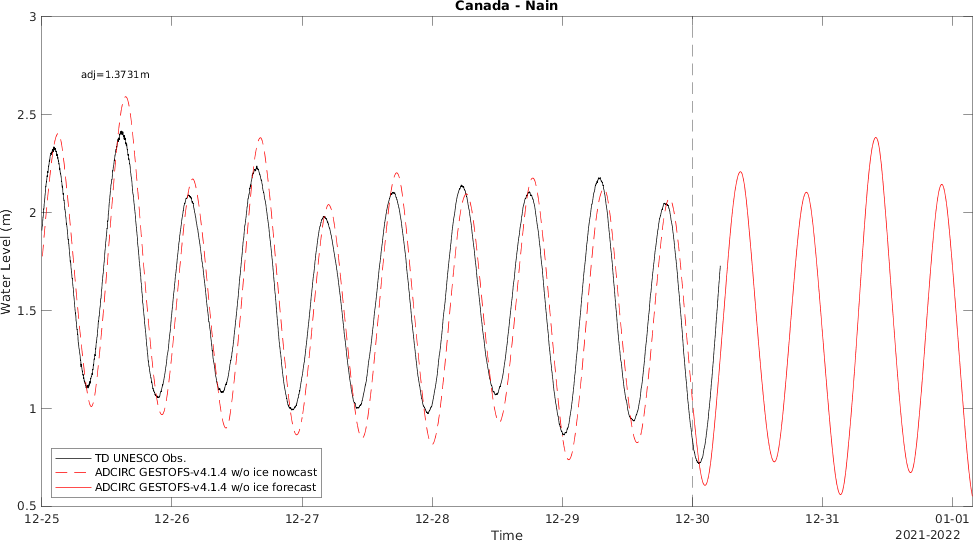 Canada - Nain
adj=1.3731m
3
2.5
2
1.5
1
0.5
Water Level (m)
TD UNESCO Obs.
ADCIRC GESTOFS-v4.1.4 w/o ice nowcast
ADCIRC GESTOFS-v4.1.4 w/o ice forecast
12-25 12-26 12-27 12-28 12-29 12-30 12-31 01-01
Time
2021-2022